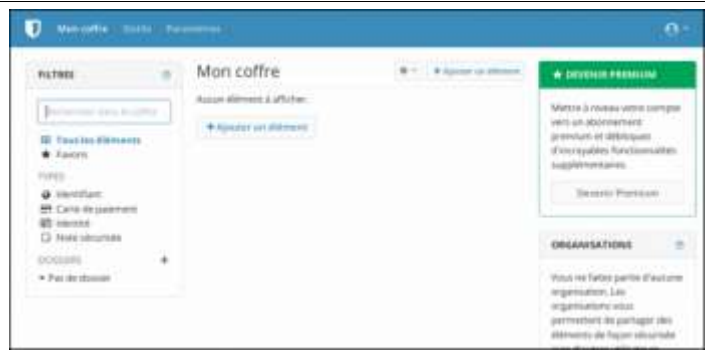 Mon coffre Outils Paramètres
FILTRES
Rechercher dans le coffre
Tous les éléments
Favoris
TYPES
Identifiant
Carte de paiement
Identité
Note sécurisée
DOSSIERS
Pas de dossier
Mon coffre
Ajouter un élément
Aucun élément à afficher.
Ajouter un élément
DEVENIR PREMIUM
Mettre à niveau votre compte
vers un abonnement
premium et débloquez
d'incroyables fonctionnalités
supplémentaires.
Devenir Premium
ORGANISATIONS
Vous ne faites partie d'aucune
organisation. Les
organisations vous
permettent de partager des
éléments de façon sécurisée